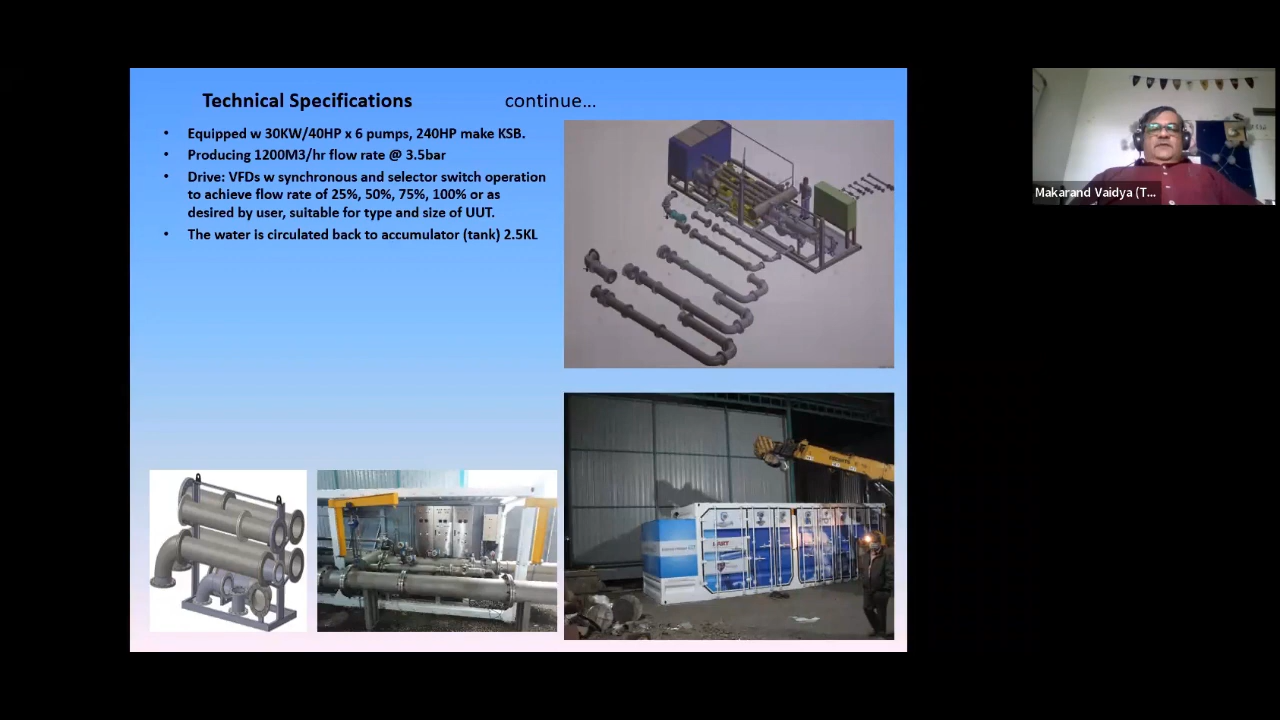 Technical Specifications continue...
• Equipped w 30KW/40HP x 6 pumps, 240HP make KSB.
• Producing 1200M3/hr flow rate @ 3.5bar
• Drive: VFDs w synchronous and selector switch operation
to achieve flow rate of 25%, 50%, 75%, 100% or as
desired by user, suitable for type and size of UUT.
• The water is circulated back to accumulator (tank) 2.5KL
Makarand Vaidya (T...